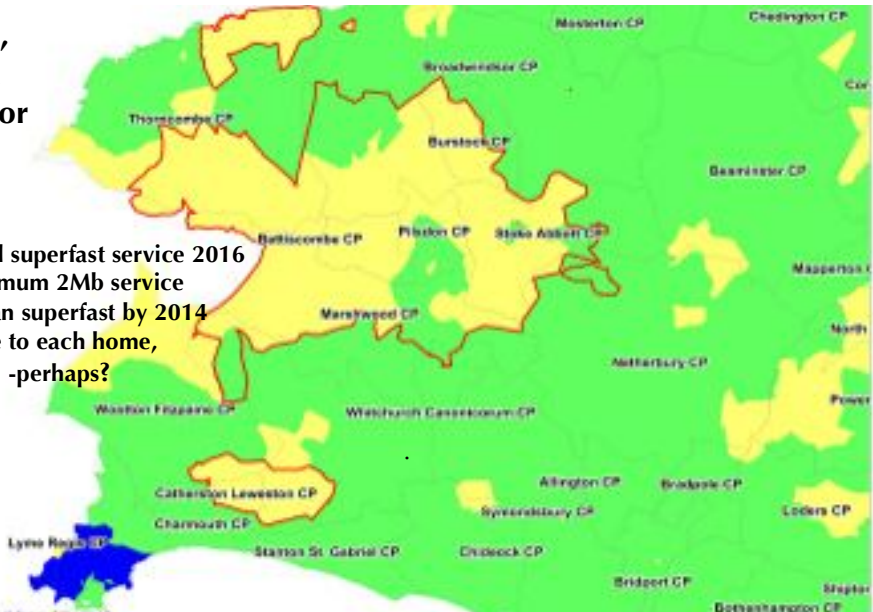 ,
or
superfast service 2016
mum 2Mb service
n superfast by 2014
to each home,
-perhaps?
Mosterton CP
Chedington CP
Broadwindsor CP
Cor
Thorncombe CP
Burstock CP
Beaminster CP
Bettiscombe CP
Pilsdon CP
Stoke Abbott CP
Mapperton
Marshwood CP
North
Netherbury CP
Power
Wootton Fitzpaine CP
Whitchurch Canonicorum CP
Catherston Leweston CP
Allington CP
Bradpole CP
Symondsbury CP
Loders CP
Charmouth CP
Lyme Regis CP
Stanton St. Gabriel CP
Chideock CP
Bridport CP
Shipton
Bothenhampton CP